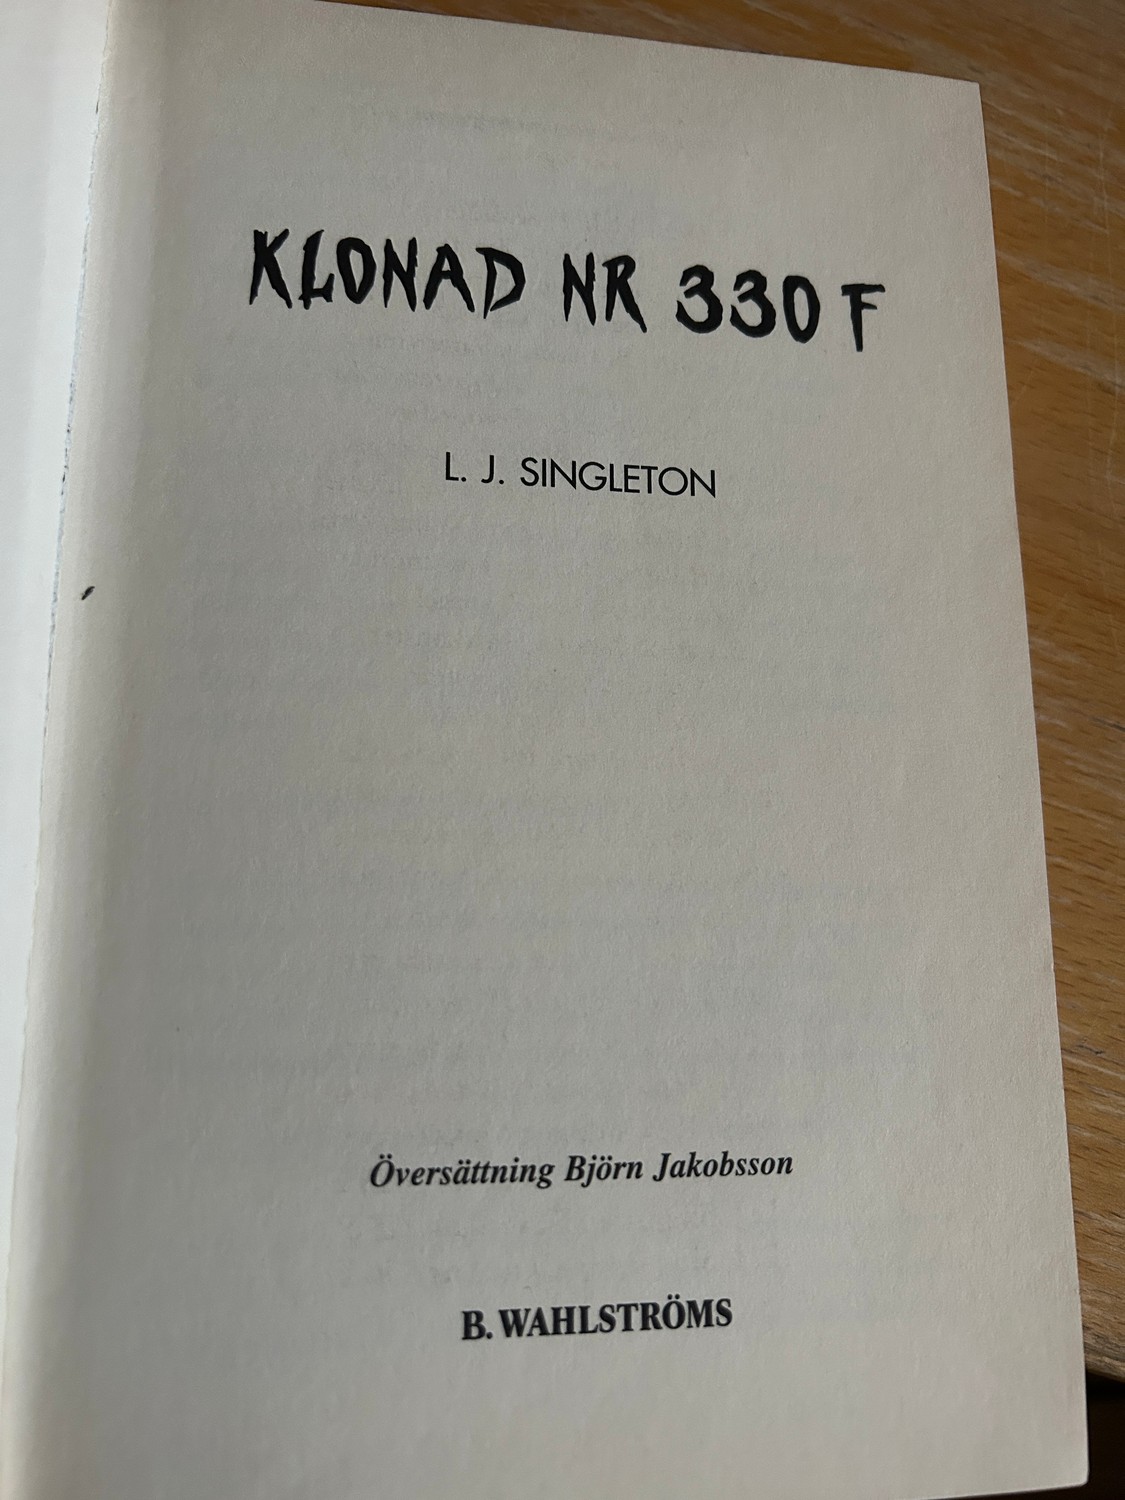 KLONAD NR 330 F
L. J. SINGLETON
Översättning Björn Jakobsson
B. WAHLSTRÖMS